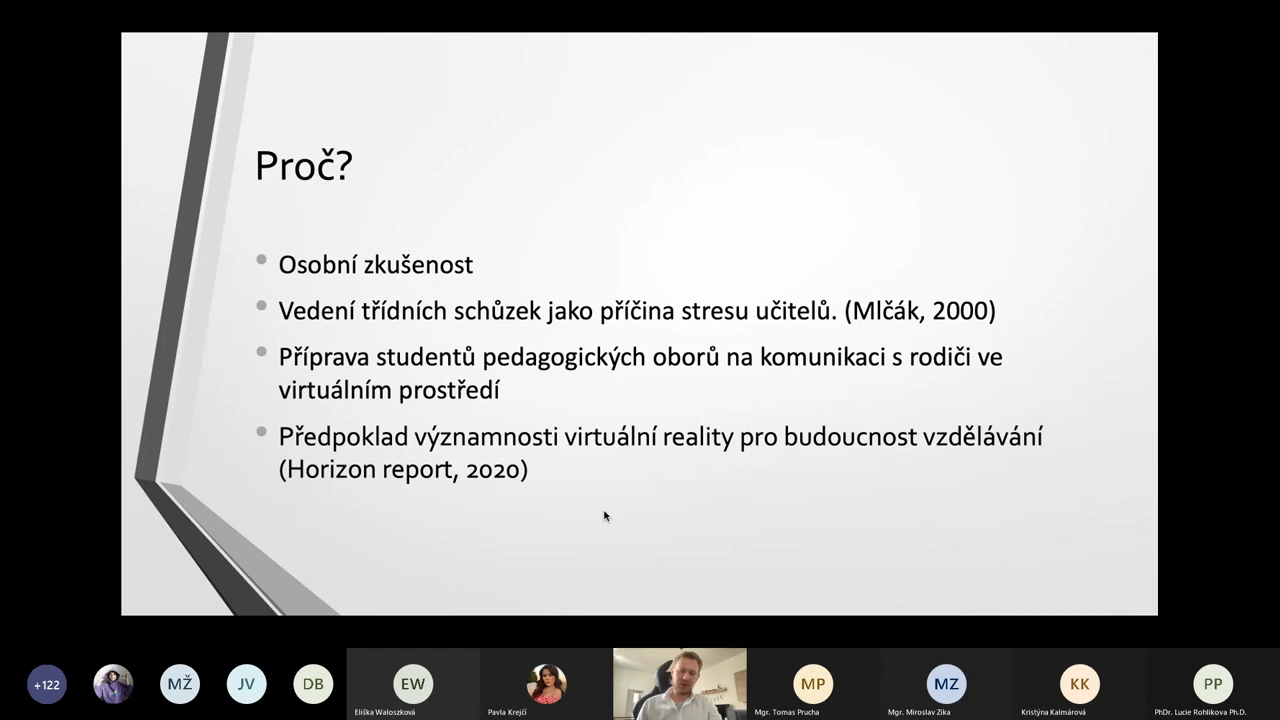 Proč?
Osobní zkušenost
Vedení třídních schůzek jako příčina stresu učitelů. (Mlčák, 2000)
Příprava studentů pedagogických oborů na komunikaci s rodiči ve
virtuálním prostředí
Předpoklad významnosti virtuální reality pro budoucnost vzdělávání
(Horizon report, 2020)
+122
MŽ
JV
DB
EW
MP
MZ
KK
PP
Eliška Waloszková
Pavla Krejčí
Mgr. Tomas Prucha
Mgr. Miroslav Zíka
Kristýna Kalmárová
PhDr. Lucie Rohlíkova Ph.D.